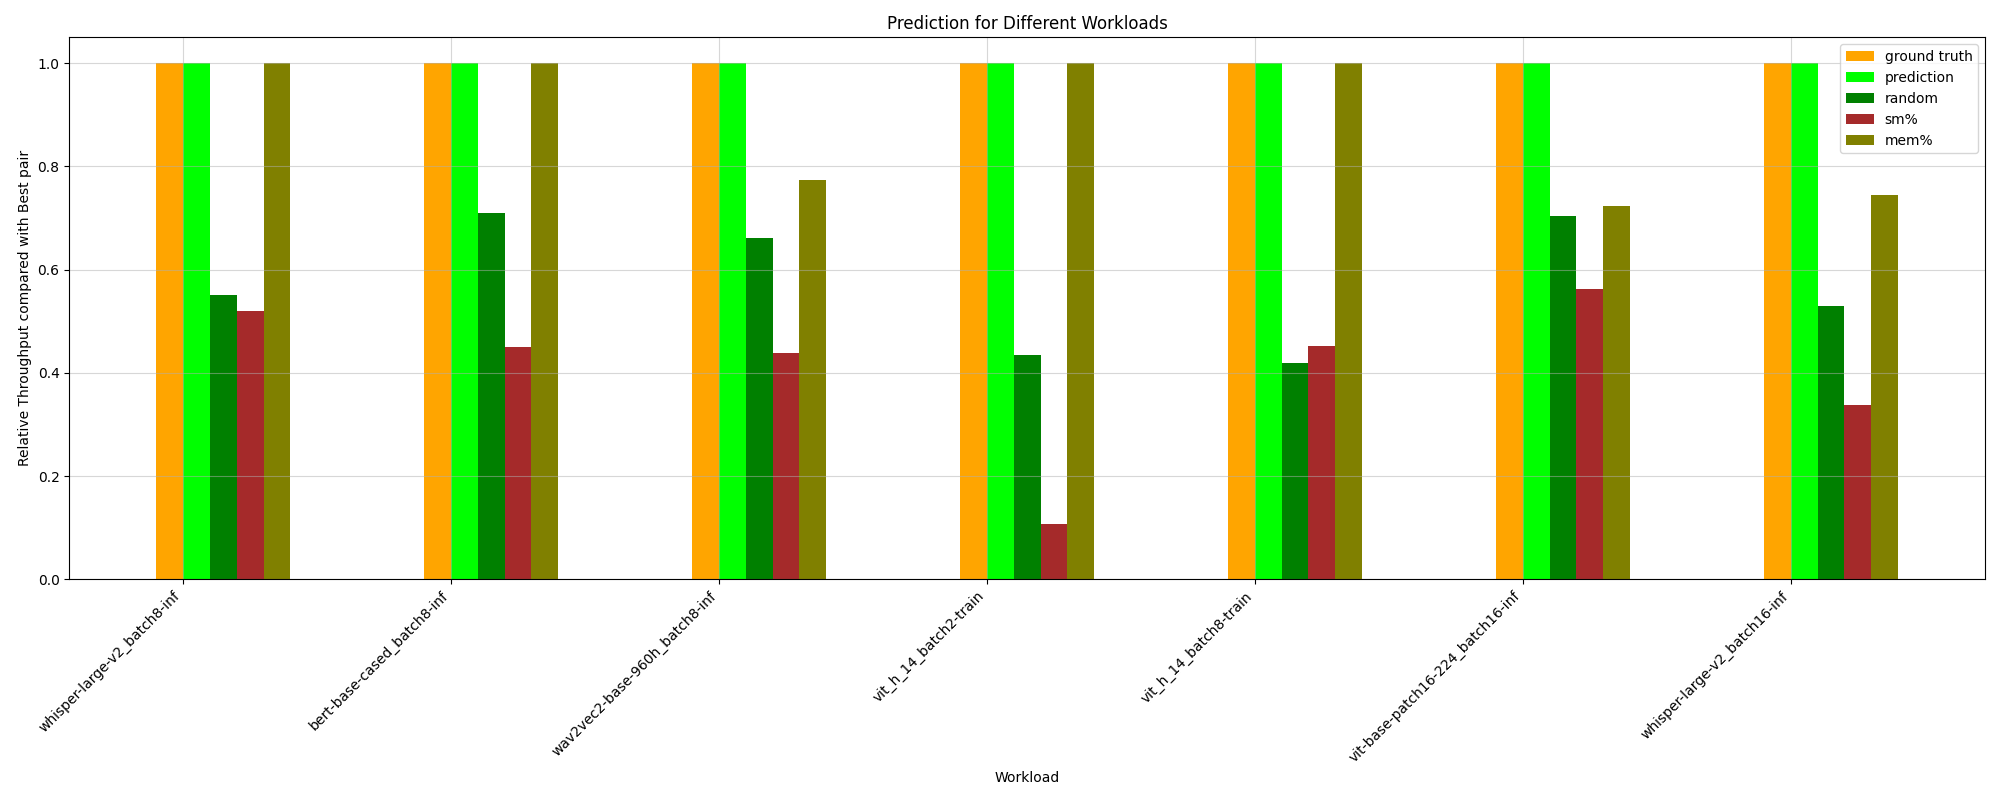 Prediction for Different Workloads
Relative Throughput compared with Best pair
1.0
0.8
0.6
0.4
0.2
0.0
ground truth
prediction
random
sm%
mem%
whisper-large-v2_batch8-inf
bert-base-cased_batch8-inf
wav2vec2-base-960h_batch8-inf
vit_h_14_batch2-train
vit_h_14_batch8-train
vit-base-patch16-224_batch16-inf
whisper-large-v2_batch16-inf
Workload